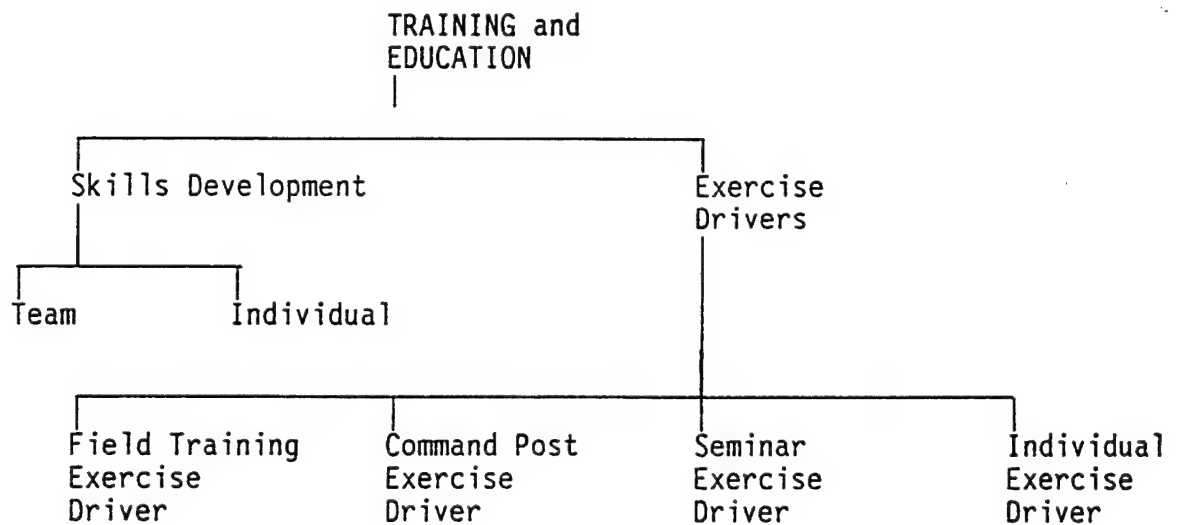 TRAINING and
EDUCATION
Skills Development
Exercise
Drivers
Team
Individual
Field Training
Exercise
Driver
Command Post
Exercise
Driver
Seminar
Exercise
Driver
Individual
Exercise
Driver